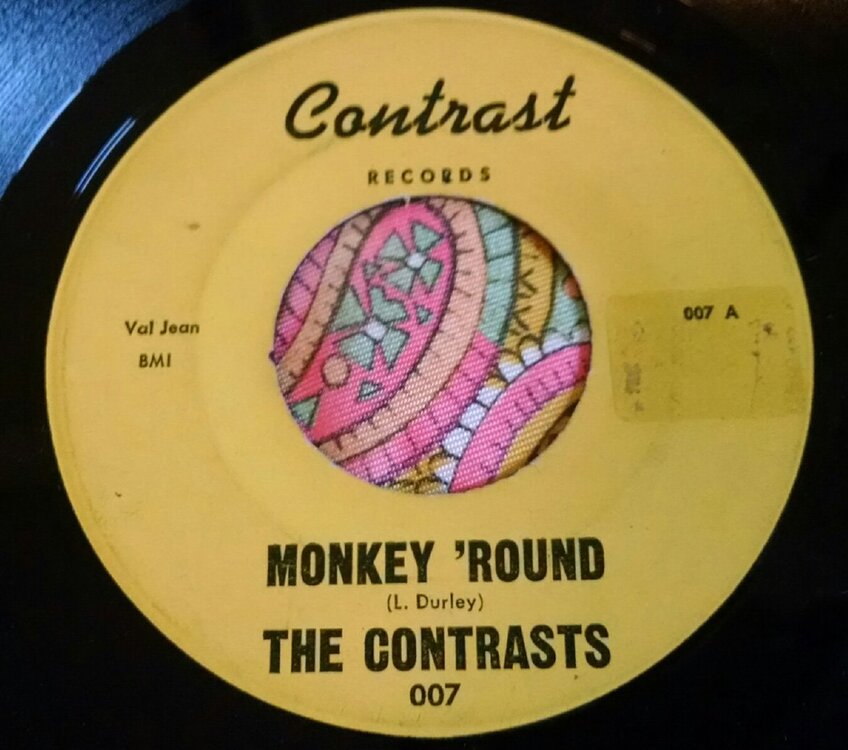 Contrast
RECORDS
Val Jean
BMI
007 A
MONKEY ’ROUND
(L. Durley)
THE CONTRASTS
007